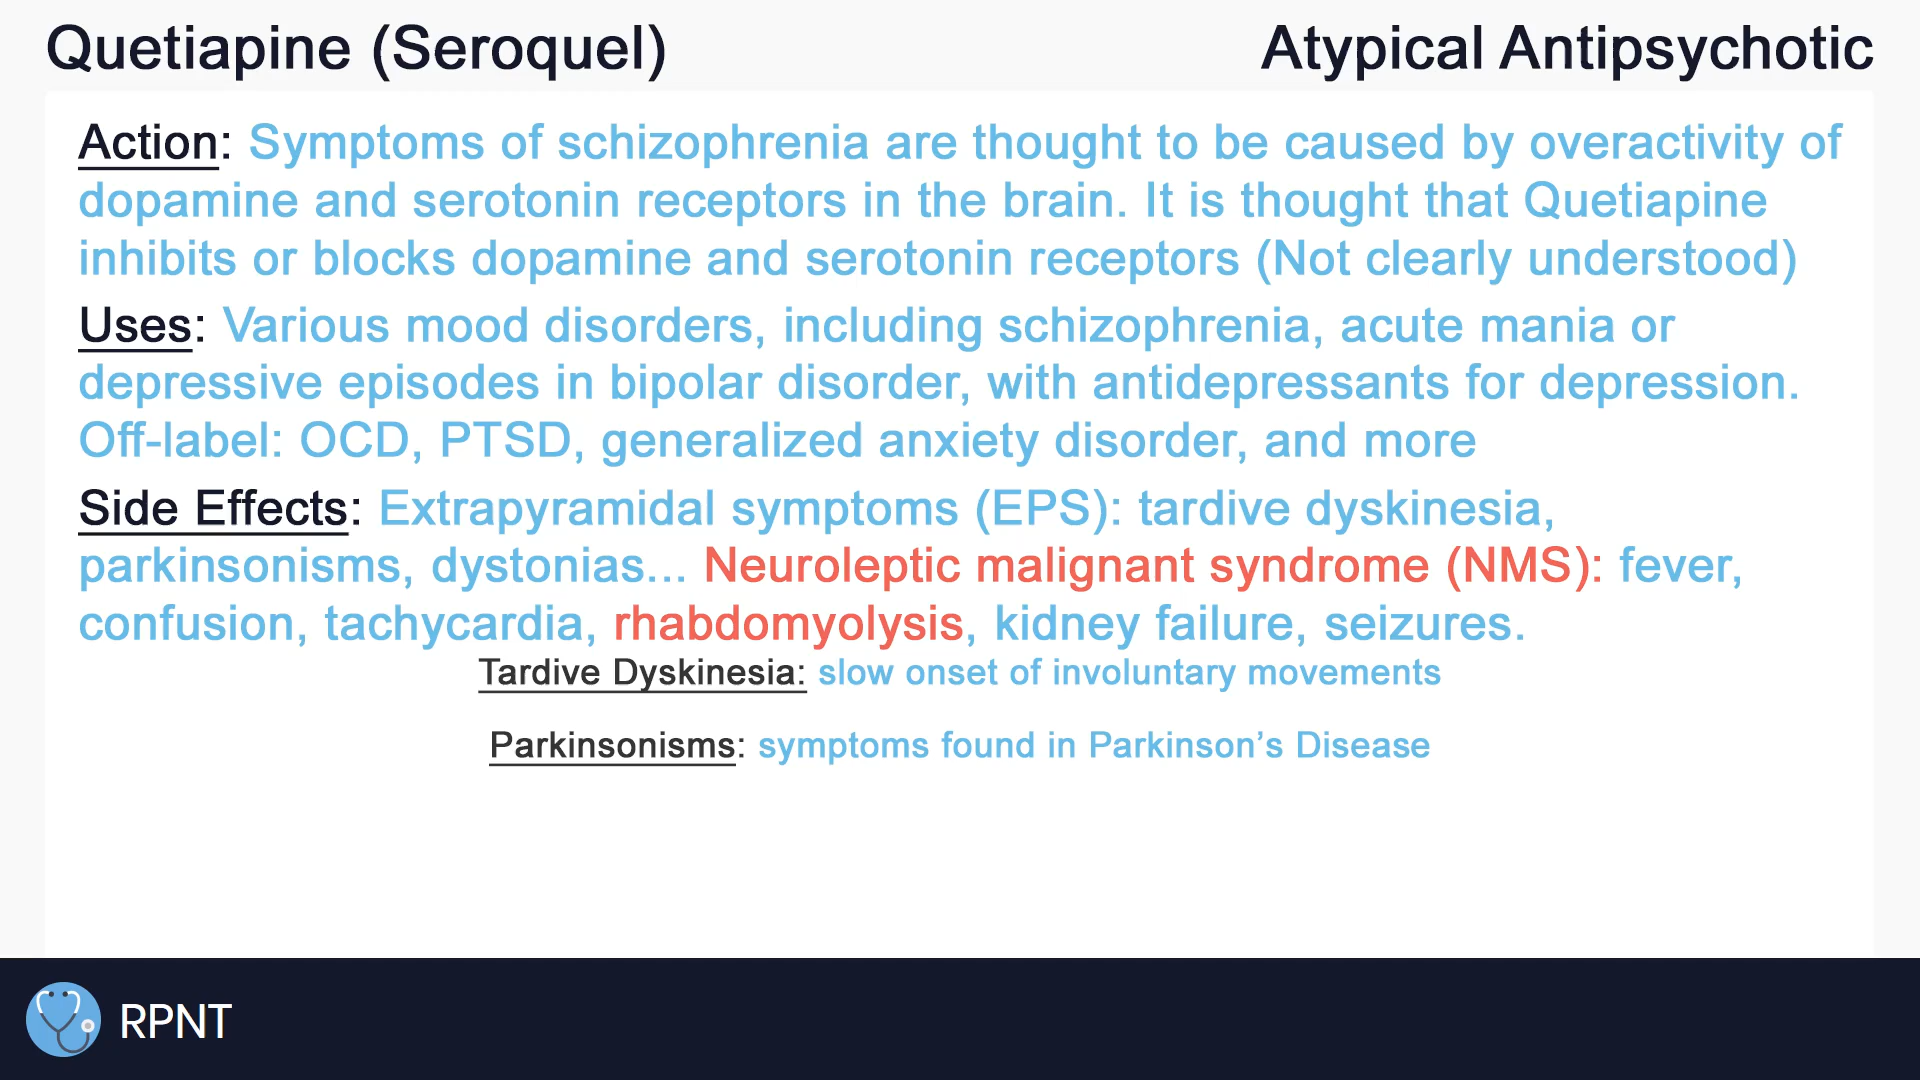 Quetiapine (Seroquel)
Atypical Antipsychotic
Action: Symptoms of schizophrenia are thought to be caused by overactivity of
dopamine and serotonin receptors in the brain. It is thought that Quetiapine
inhibits or blocks dopamine and serotonin receptors (Not clearly understood)
Uses: Various mood disorders, including schizophrenia, acute mania or
depressive episodes in bipolar disorder, with antidepressants for depression.
Off-label: OCD, PTSD, generalized anxiety disorder, and more
Side Effects: Extrapyramidal symptoms (EPS): tardive dyskinesia,
parkinsonisms, dystonias... Neuroleptic malignant syndrome (NMS): fever,
confusion, tachycardia, rhabdomyolysis, kidney failure, seizures.
Tardive Dyskinesia: slow onset of involuntary movements
Parkinsonisms: symptoms found in Parkinson’s Disease
RPNT